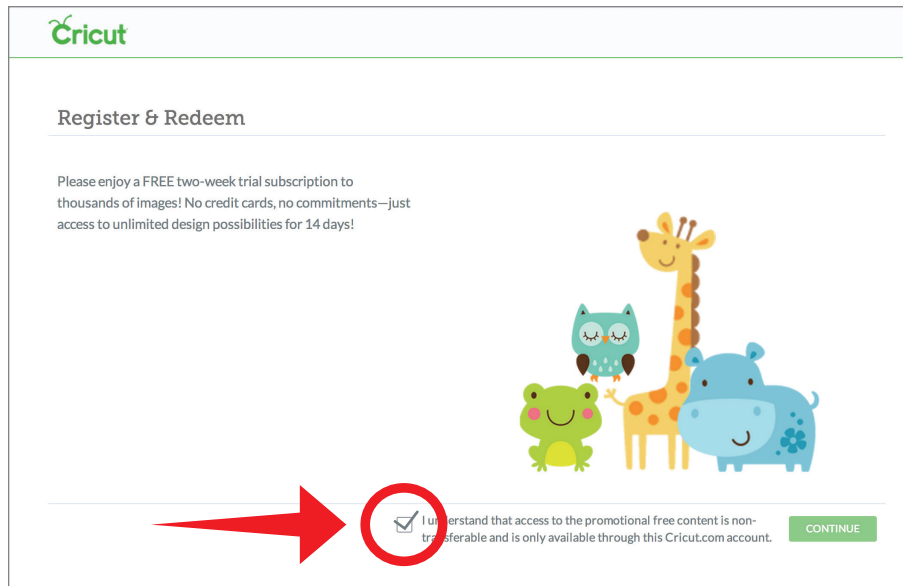 Cricut
Register & Redeem
Please enjoy a FREE two-week trial subscription to
thousands of images! No credit cards, no commitments—just
access to unlimited design possibilities for 14 days!
I understand that access to the promotional free content is non-
transferable and is only available through this Cricut.com account.
CONTINUE